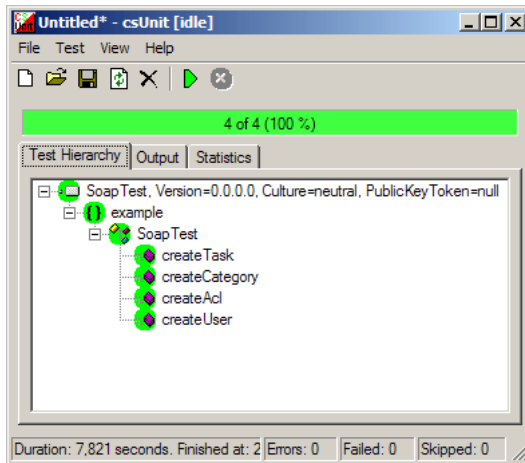 Untitled* - csUnit [idle]
File Test View Help
4 of 4 (100 %)
Test Hierarchy Output Statistics
SoapTest, Version=0.0.0.0, Culture=neutral, PublicKeyToken=null
{} example
SoapTest
createTask
createCategory
createAcl
createUser
Duration: 7,821 seconds. Finished at: 2 Errors: 0 Failed: 0 Skipped: 0